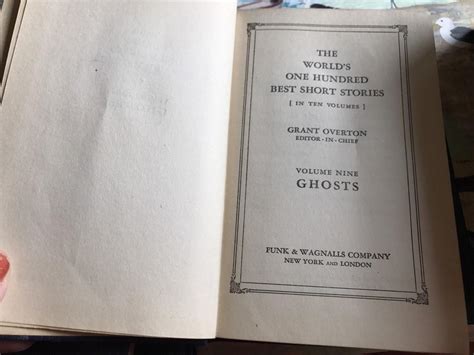 THE
WORLD'S
ONE HUNDRED
BEST SHORT STORIES
[ IN TEN VOLUMES ]
GRANT OVERTON
EDITOR-IN-CHIEF
VOLUME NINE
GHOSTS
FUNK & WAGNALLS COMPANY
NEW YORK AND LONDON